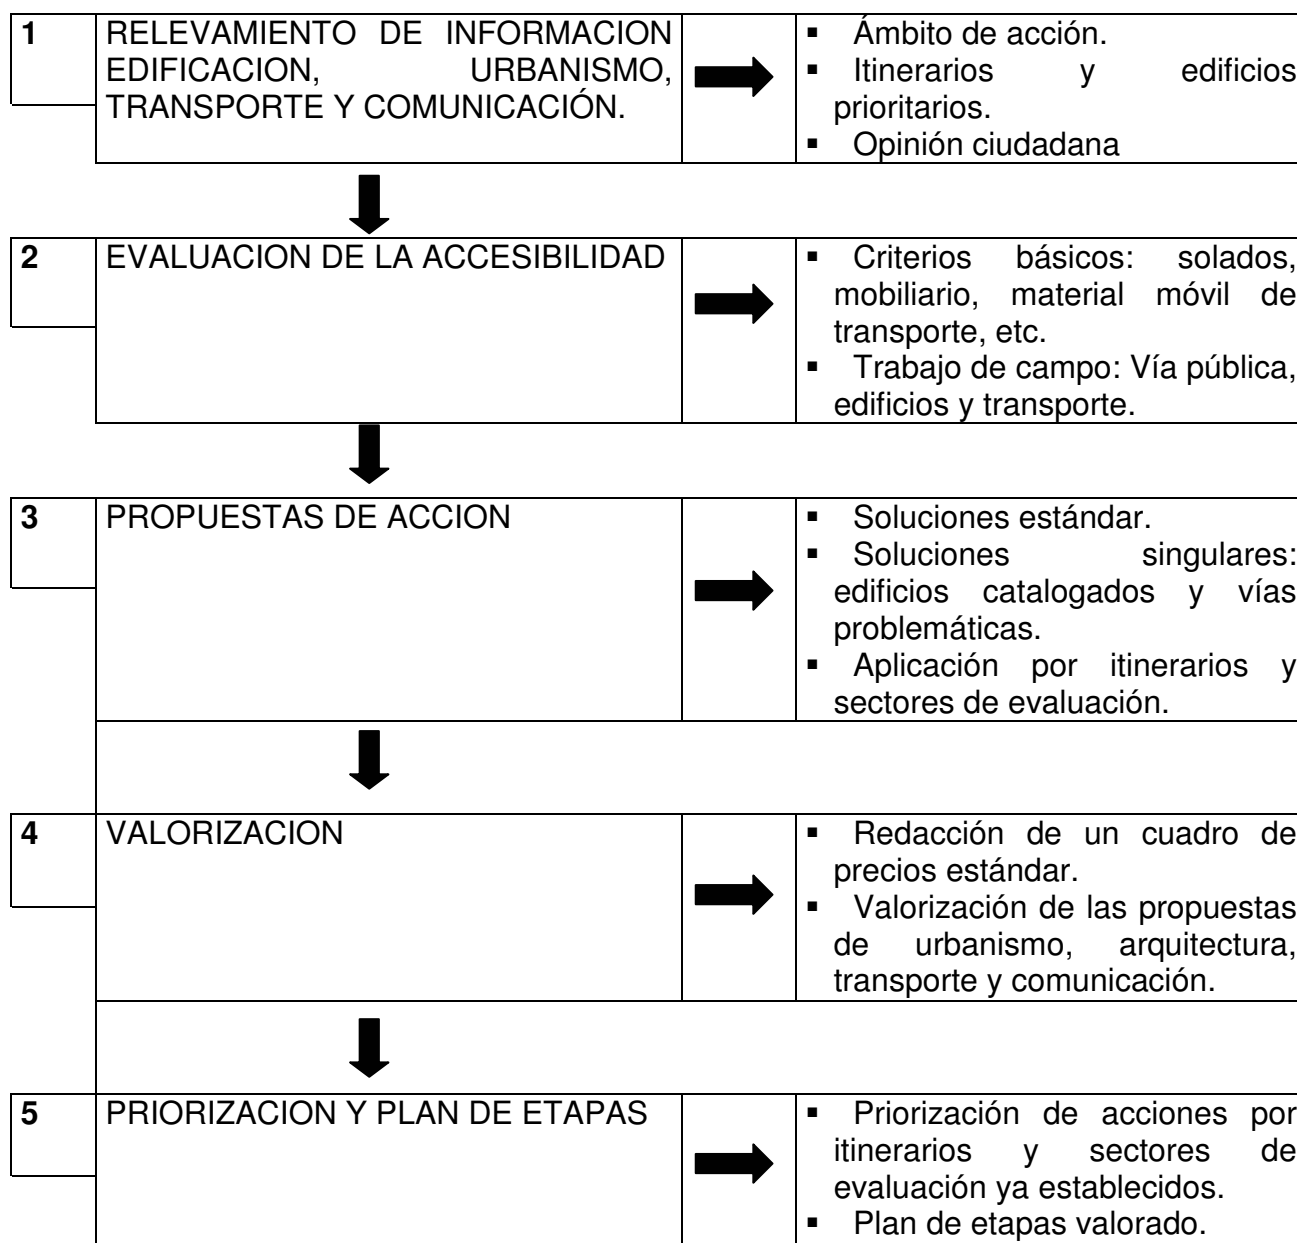 1
RELEVAMIENTO DE INFORMACION
EDIFICACION, URBANISMO,
TRANSPORTE Y COMUNICACIÓN.
▪ Ámbito de acción.
▪ Itinerarios y edificios
prioritarios.
▪ Opinión ciudadana
2
EVALUACION DE LA ACCESIBILIDAD
▪ Criterios básicos: solados,
mobiliario, material móvil de
transporte, etc.
▪ Trabajo de campo: Vía pública,
edificios y transporte.
3
PROPUESTAS DE ACCION
▪ Soluciones estándar.
▪ Soluciones singulares:
edificios catalogados y vías
problemáticas.
▪ Aplicación por itinerarios y
sectores de evaluación.
4
VALORIZACION
▪ Redacción de un cuadro de
precios estándar.
▪ Valorización de las propuestas
de urbanismo, arquitectura,
transporte y comunicación.
5
PRIORIZACION Y PLAN DE ETAPAS
▪ Priorización de acciones por
itinerarios y sectores de
evaluación ya establecidos.
▪ Plan de etapas valorado.